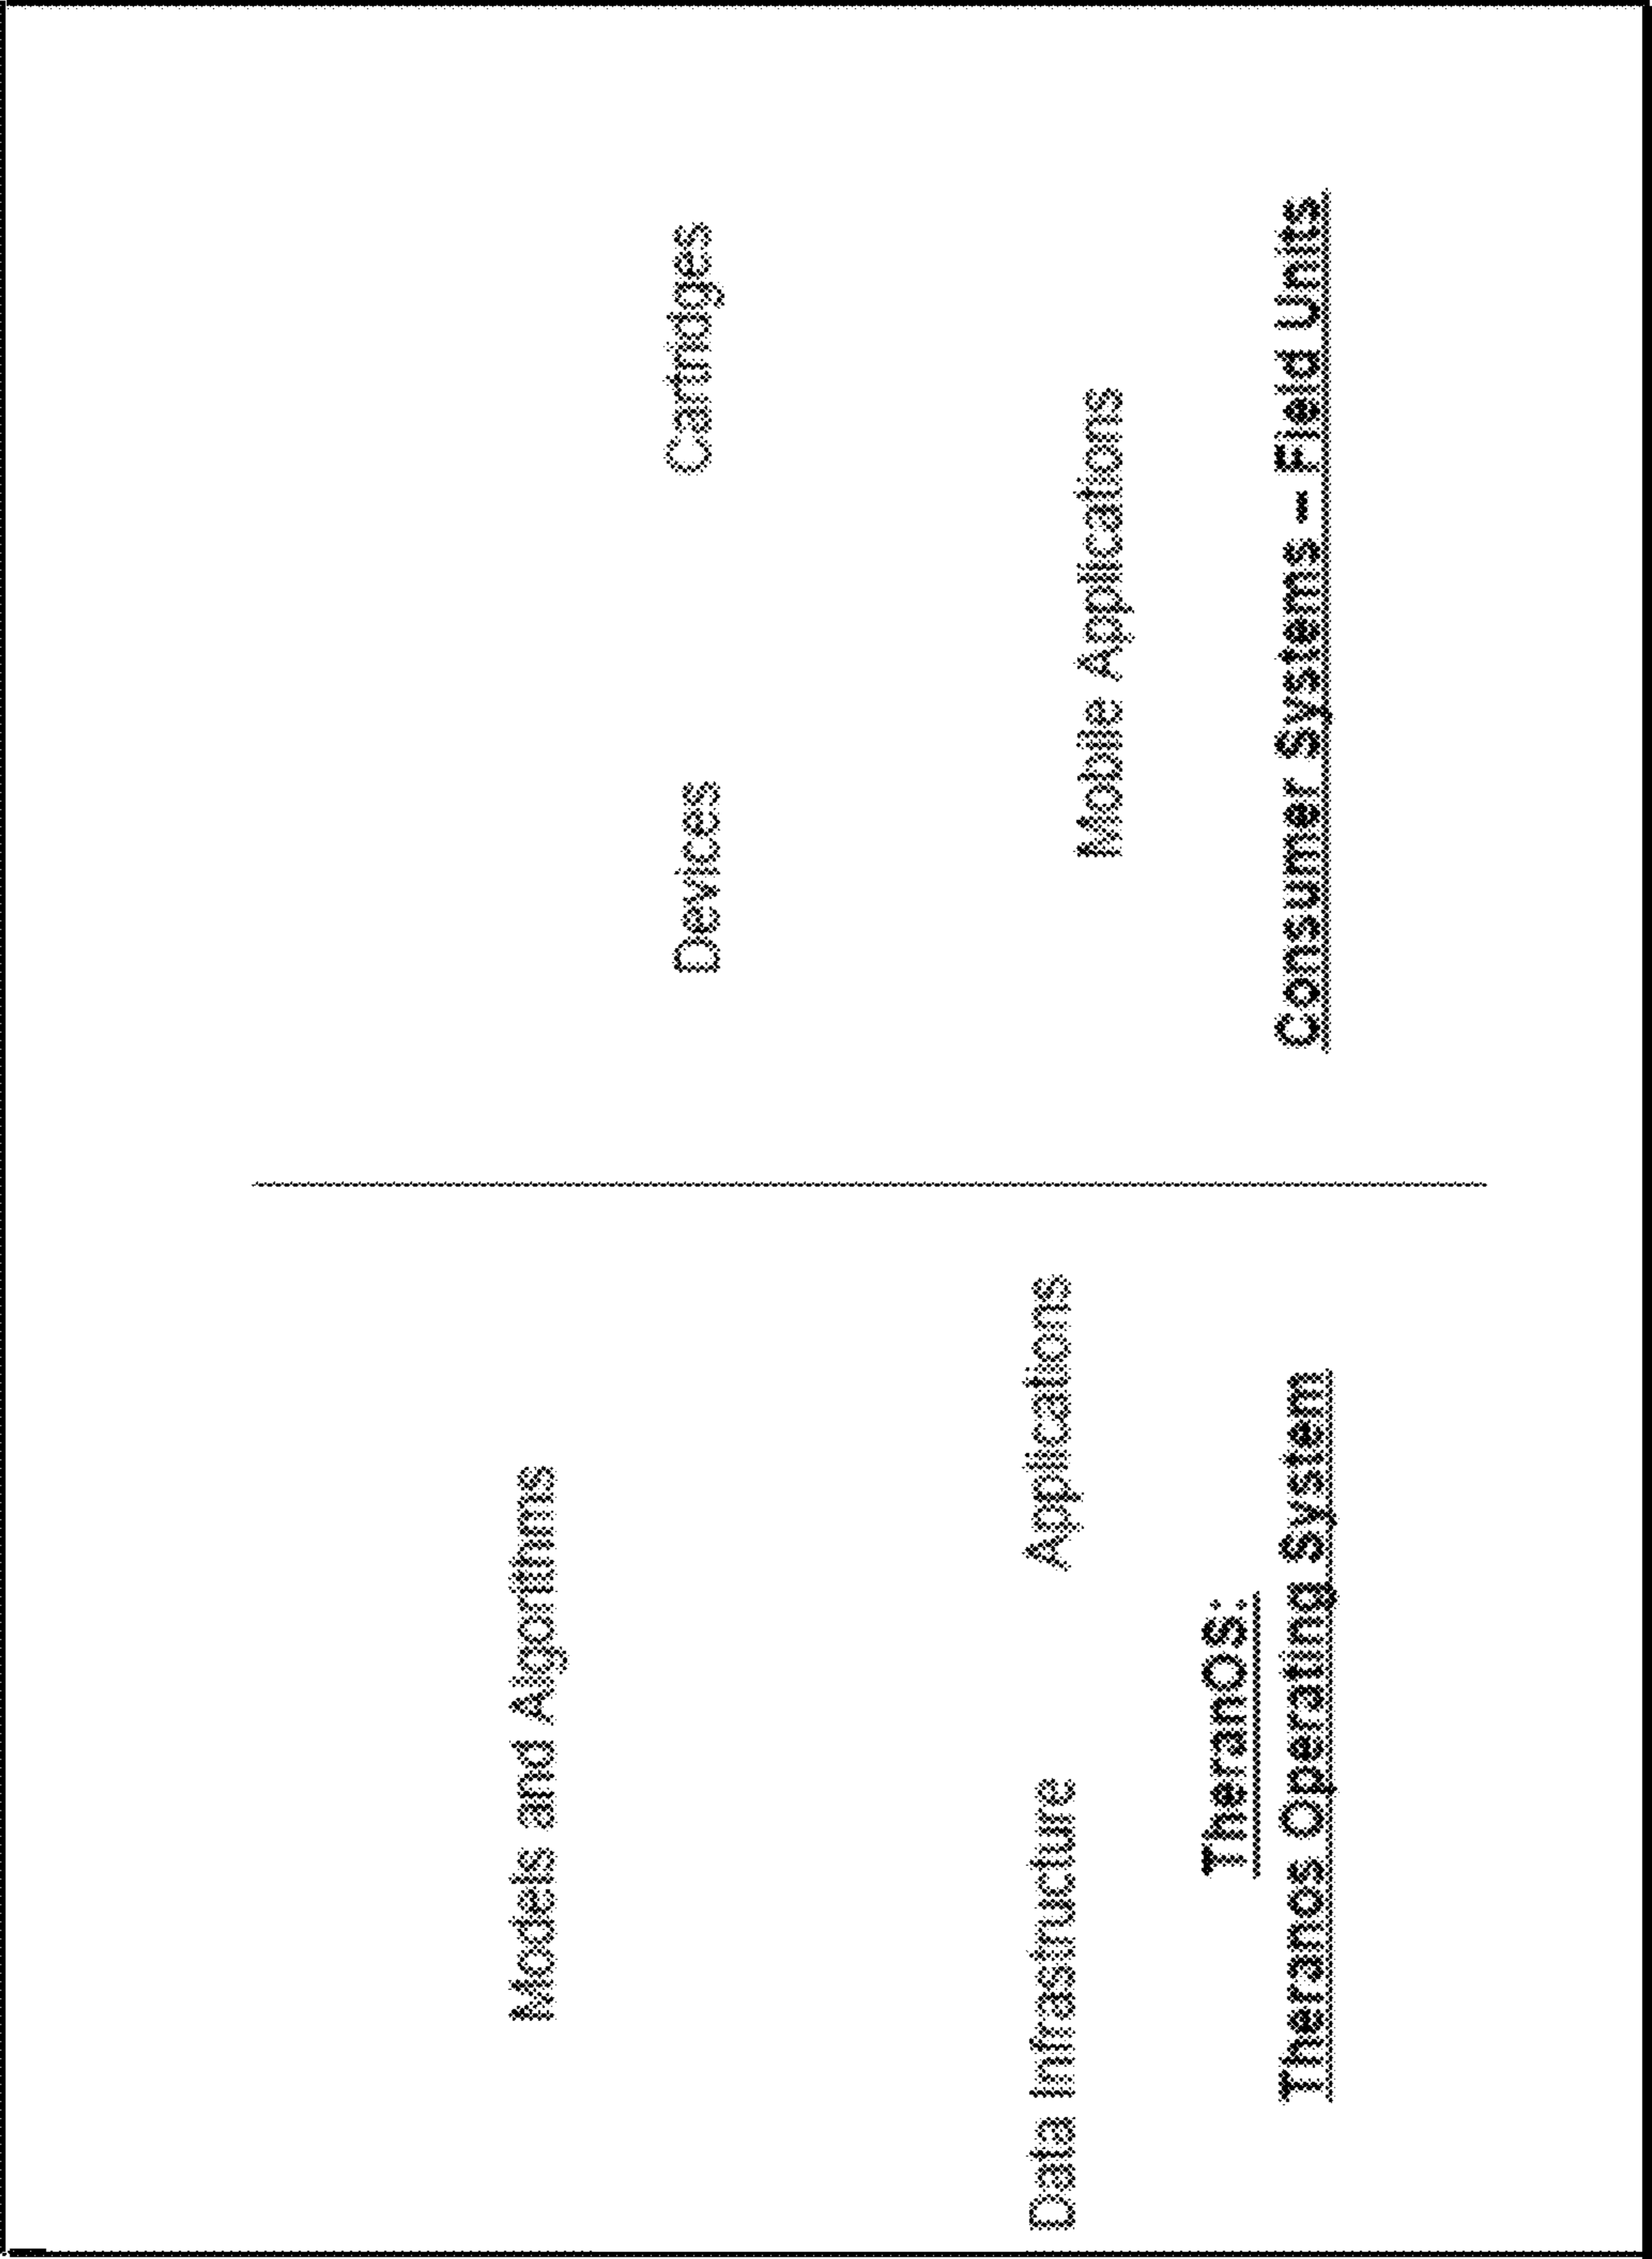 Models and Algorithms
Data Infrastructure
Applications
TheranOS:
Theranos Operating System
Devices
Cartridges
Mobile Applications
Consumer Systems – Field Units